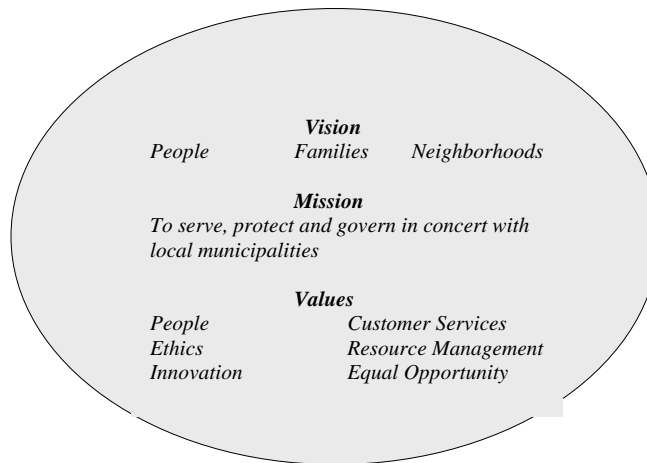 Vision
People Families Neighborhoods
Mission
To serve, protect and govern in concert with
local municipalities
Values
People Customer Services
Ethics Resource Management
Innovation Equal Opportunity